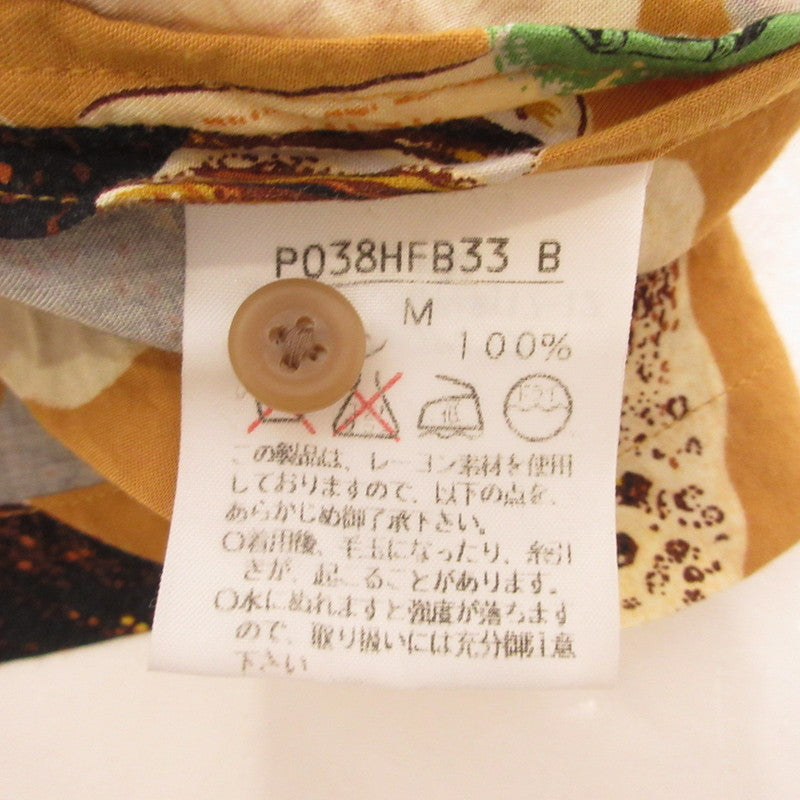 P038HFB33 B
M
100%
この製品は、レーヨン素材を使用
しておりますので、以下の点を、
あらかじめ御了承下さい。
○着用後、毛玉になったり、糸引
きが、起こることがあります。
○水にぬれますと強度が落ちます
ので、取り扱いには充分御注意
下さい